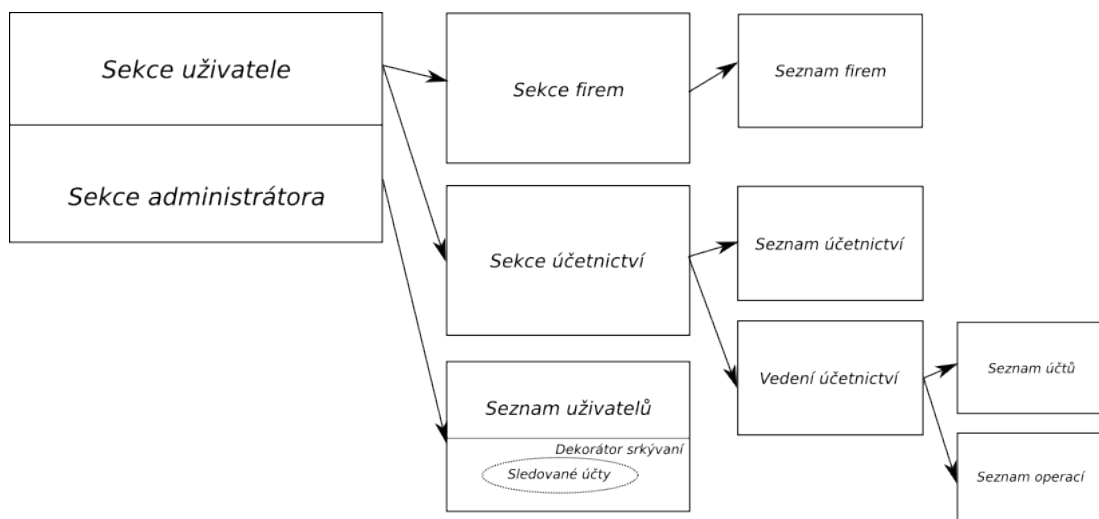 Sekce uživatele
Sekce administrátora
Sekce firem
Seznam firem
Sekce účetnictví
Seznam účetnictví
Vedení účetnictví
Seznam účtů
Seznam operací
Seznam uživatelů
Dekorátor srkývaní
Sledované účty